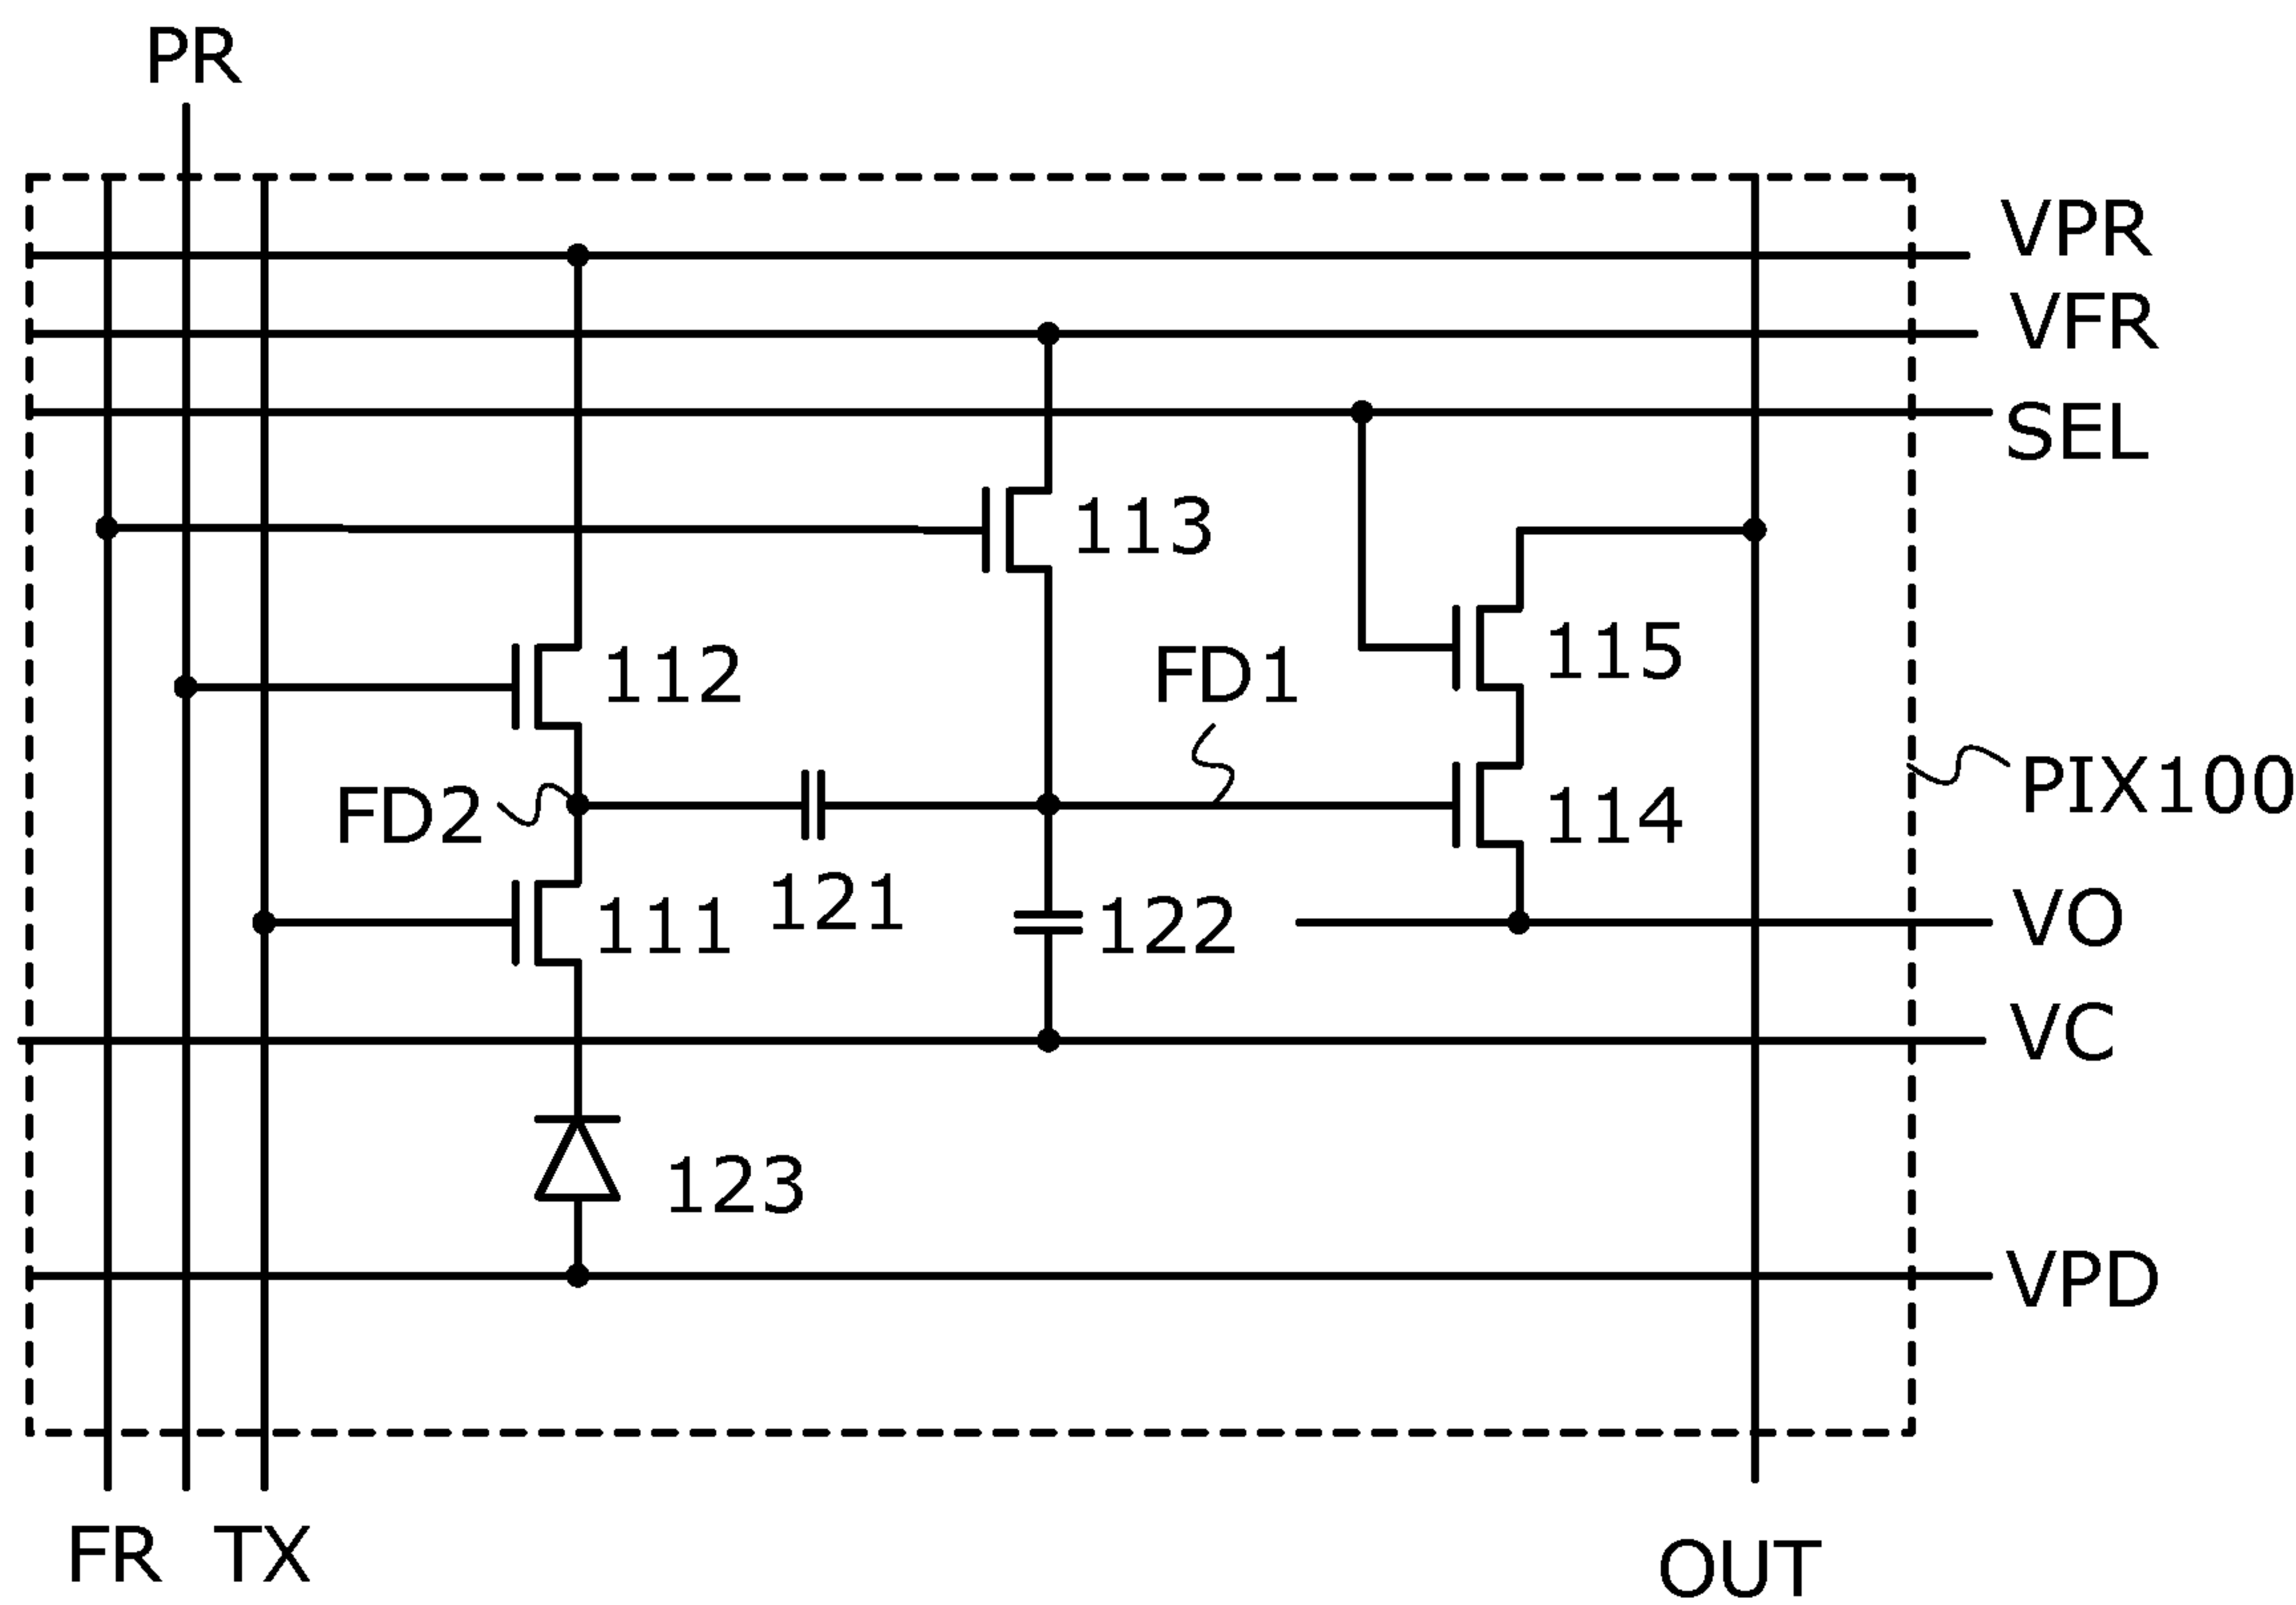 PR
VPR
VFR
SEL
113
112
FD1
115
FD2
114
PIX100
121
111
122
VO
VC
123
VPD
FR
TX
OUT